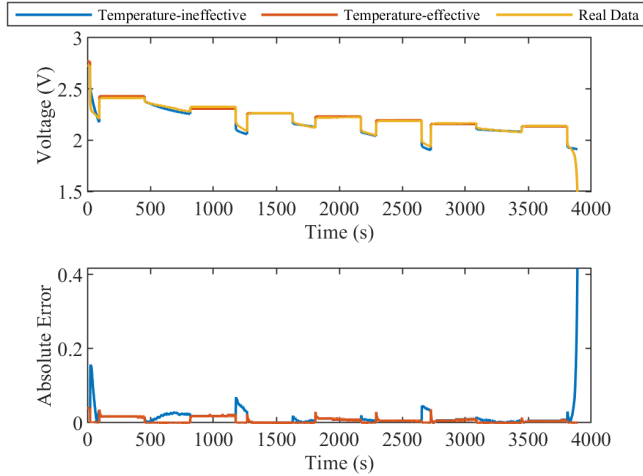 Temperature-ineffective Temperature-effective Real Data
3
2.5
2
1.5
Voltage (V)
0 500 1000 1500 2000 2500 3000 3500 4000
Time (s)
0.4
0.2
0
Absolute Error
0 500 1000 1500 2000 2500 3000 3500 4000
Time (s)